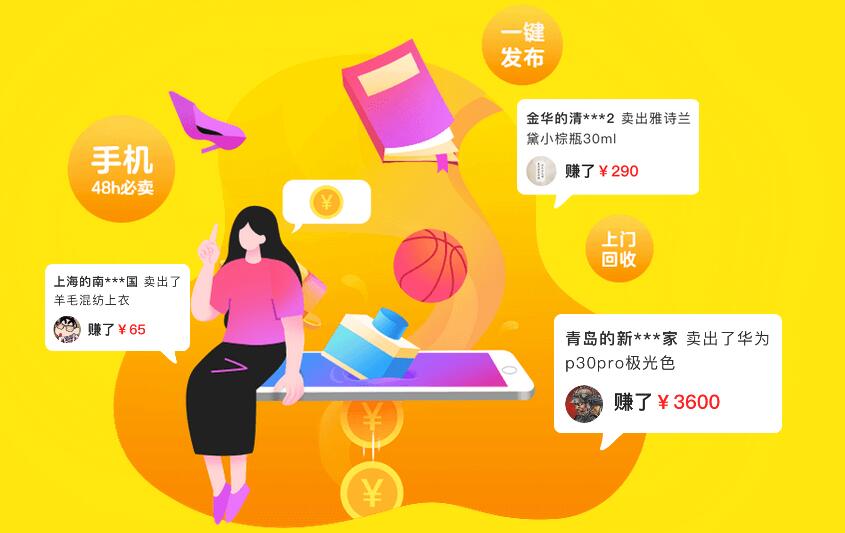 一键
发布
金华的清***2 卖出雅诗兰
黛小棕瓶30ml
赚了¥290
手机
48h必卖
¥
上门
回收
上海的南***国 卖出了
羊毛混纺上衣
赚了¥65
青岛的新***家 卖出了华为
p30pro极光色
赚了¥3600
¥
¥